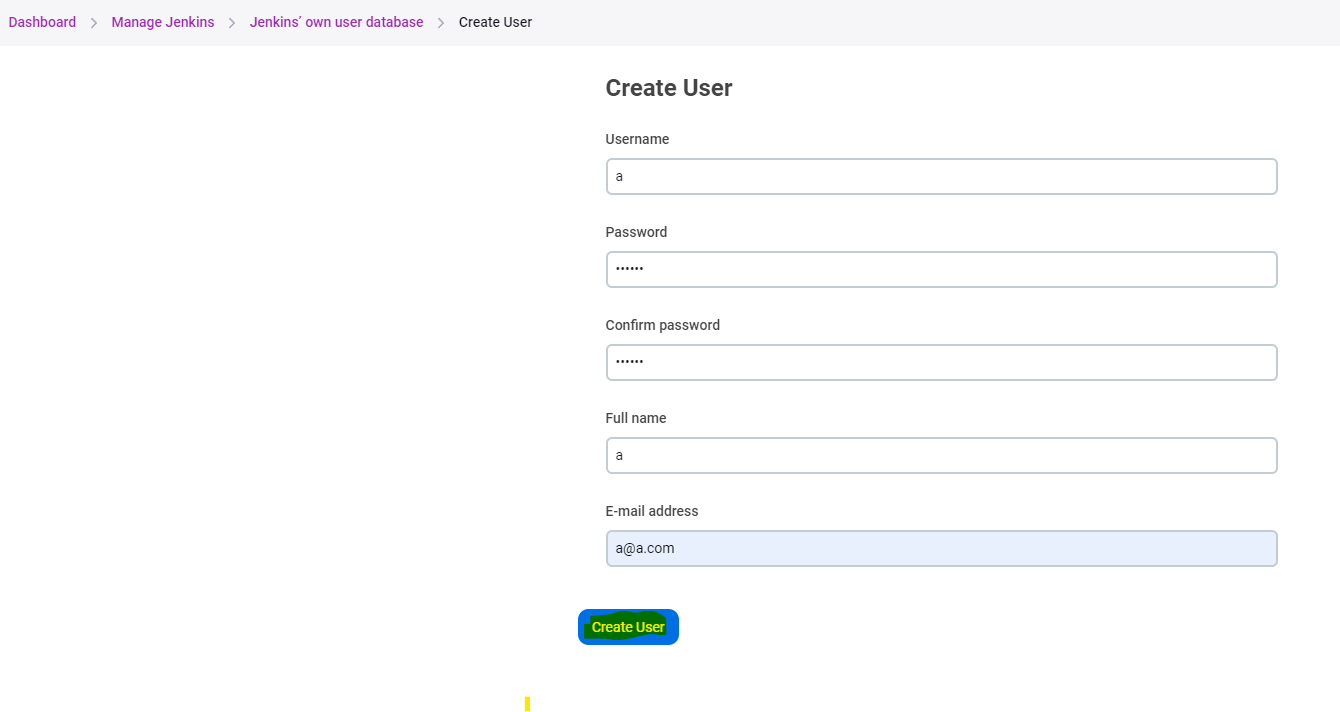 Dashboard > Manage Jenkins > Jenkins’ own user database > Create User
Create User
Username
a
Password
••••••
Confirm password
••••••
Full name
a
E-mail address
a@a.com
Create User